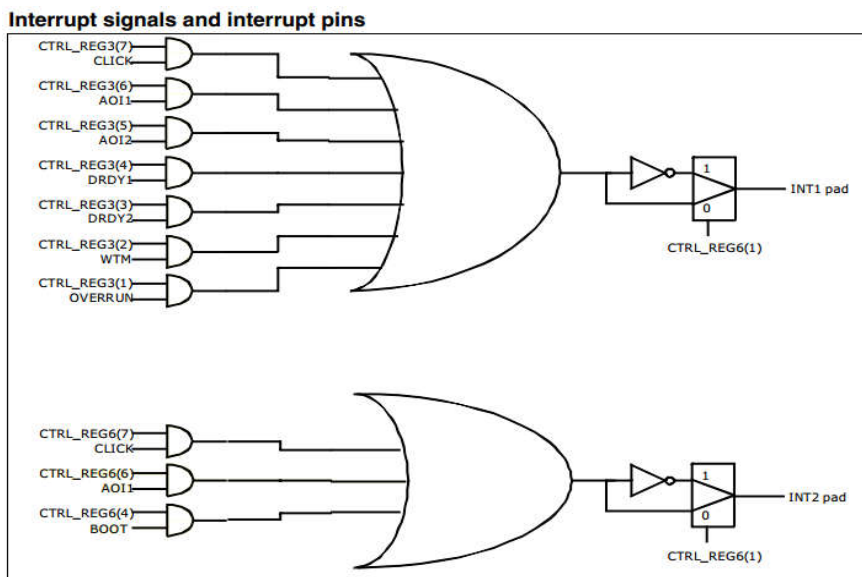 Interrupt signals and interrupt pins
CTRL_REG3(7)
CLICK
CTRL_REG3(6)
AOI1
CTRL_REG3(5)
AOI2
CTRL_REG3(4)
DRDY1
CTRL_REG3(3)
DRDY2
CTRL_REG3(2)
WTM
CTRL_REG3(1)
OVERRUN
1
0
INT1 pad
CTRL_REG6(1)
CTRL_REG6(7)
CLICK
CTRL_REG6(6)
AOI1
CTRL_REG6(4)
BOOT
1
0
INT2 pad
CTRL_REG6(1)